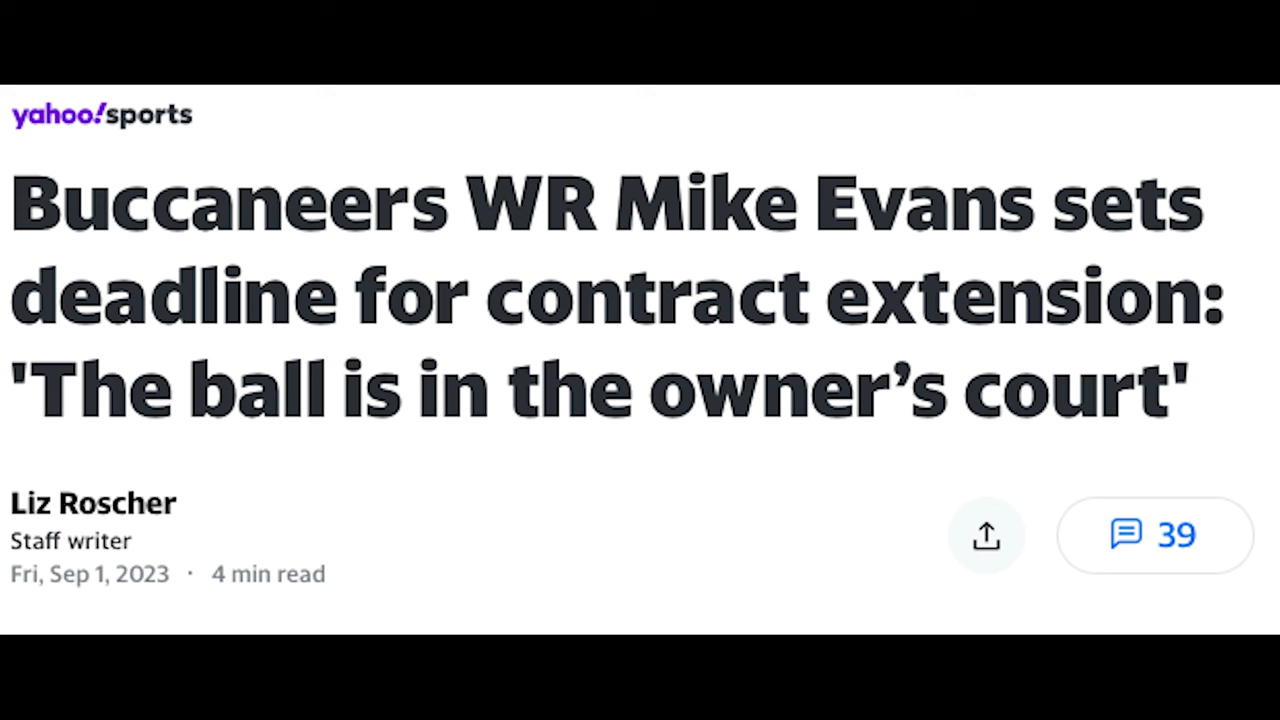 yahoo!sports
Buccaneers WR Mike Evans sets
deadline for contract extension:
'The ball is in the owner’s court'
Liz Roscher
Staff writer
Fri, Sep 1, 2023 · 4 min read
39